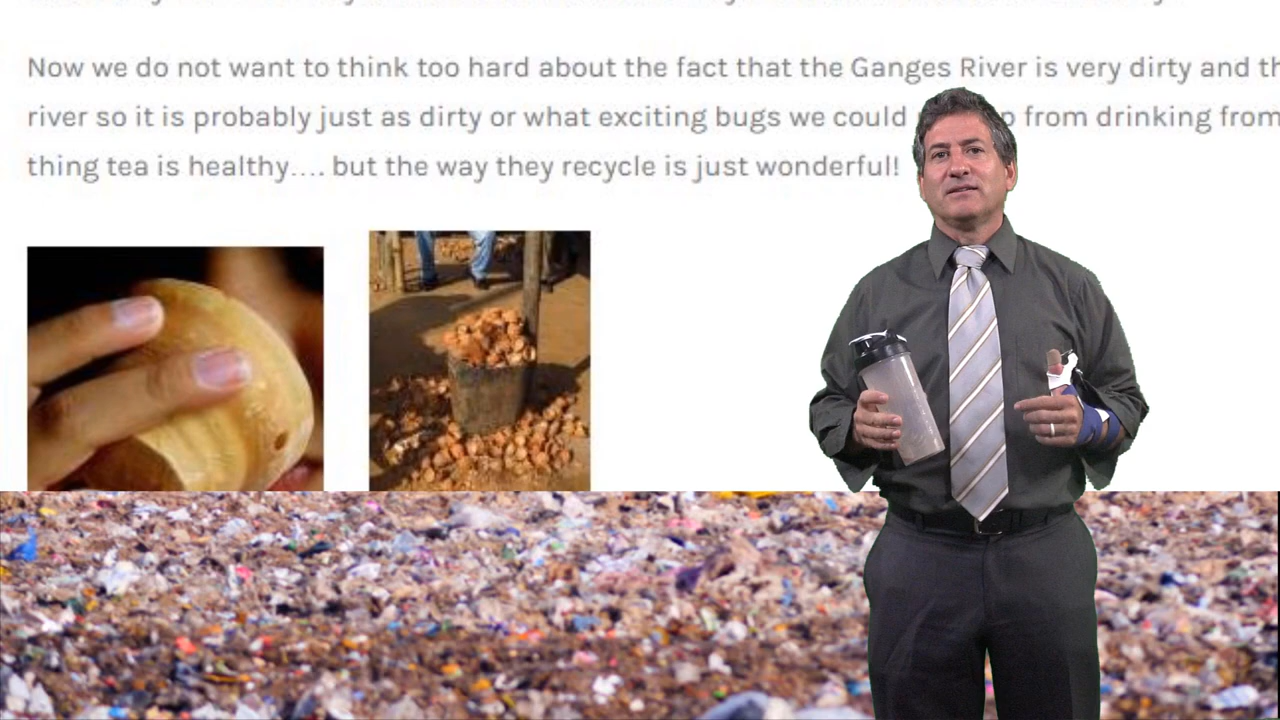 Now we do not want to think too hard about the fact that the Ganges River is very dirty and
river so it is probably just as dirty or what exciting bugs we could from drinking from
thing tea is healthy…. but the way they recycle is just wonderful!